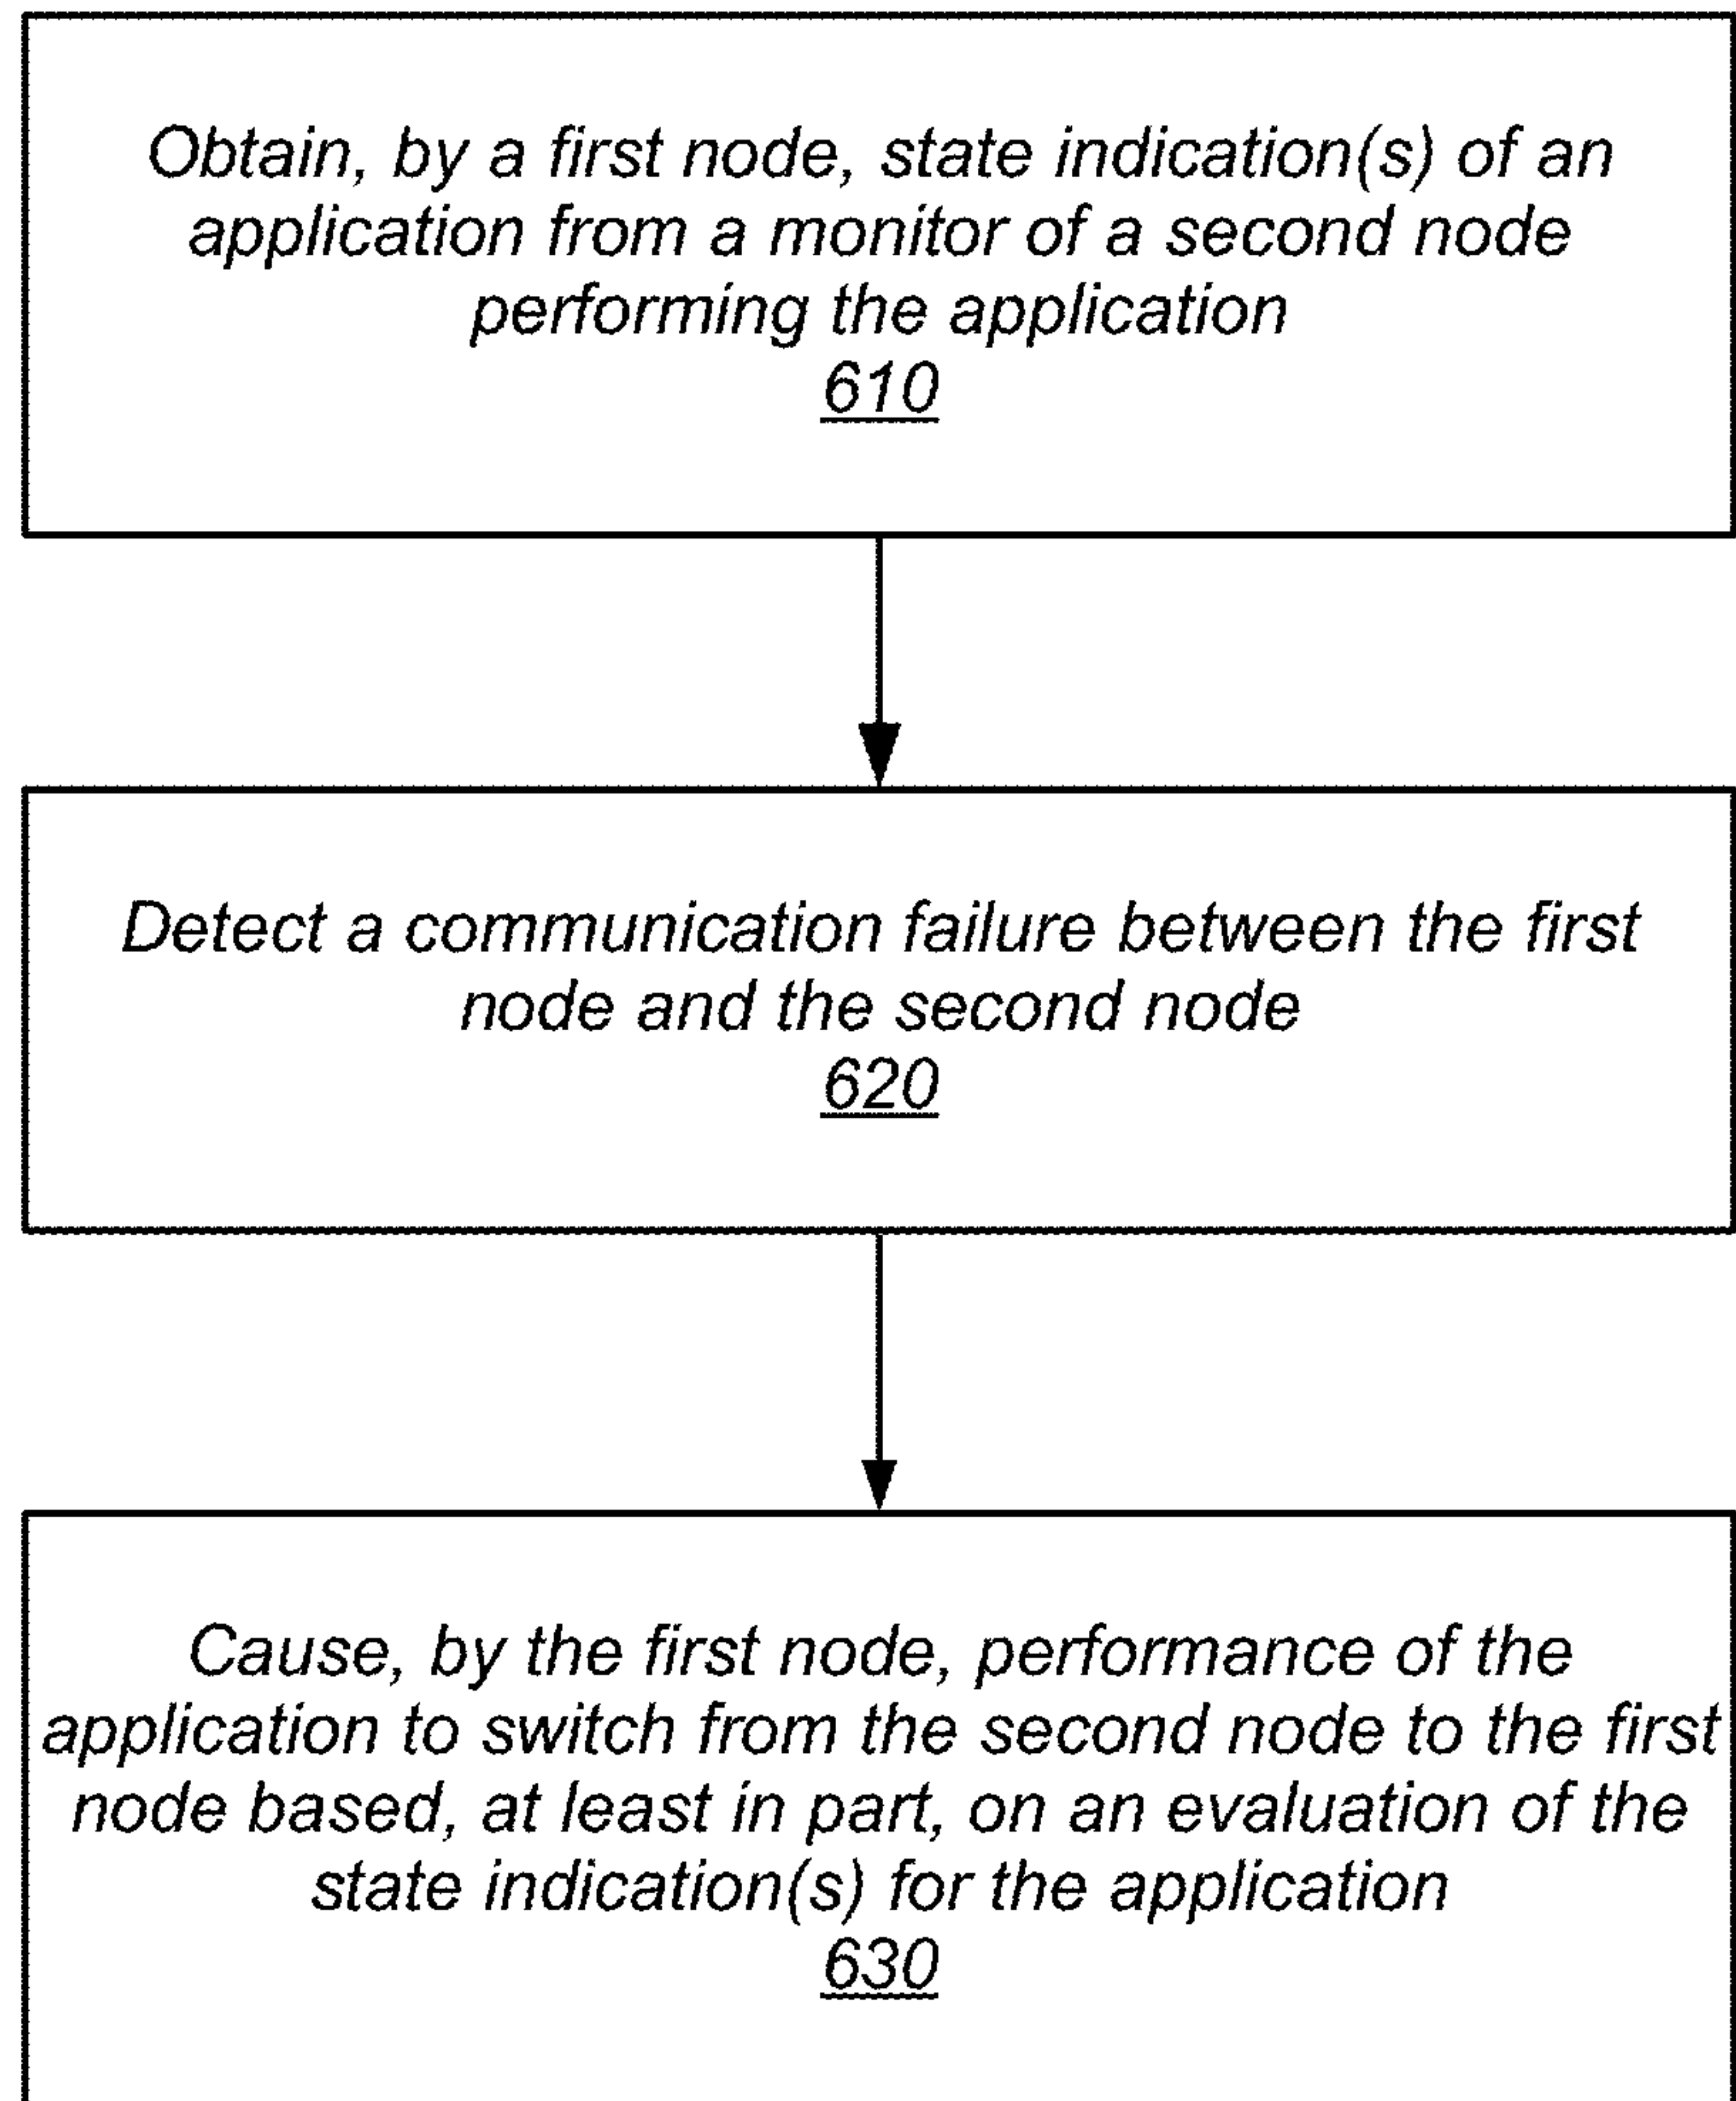 Obtain, by a first node, state indication(s) of an
application from a monitor of a second node
performing the application
610
Detect a communication failure between the first
node and the second node
620
Cause, by the first node, performance of the
application to switch from the second node to the first
node based, at least in part, on an evaluation of the
state indication(s) for the application
630